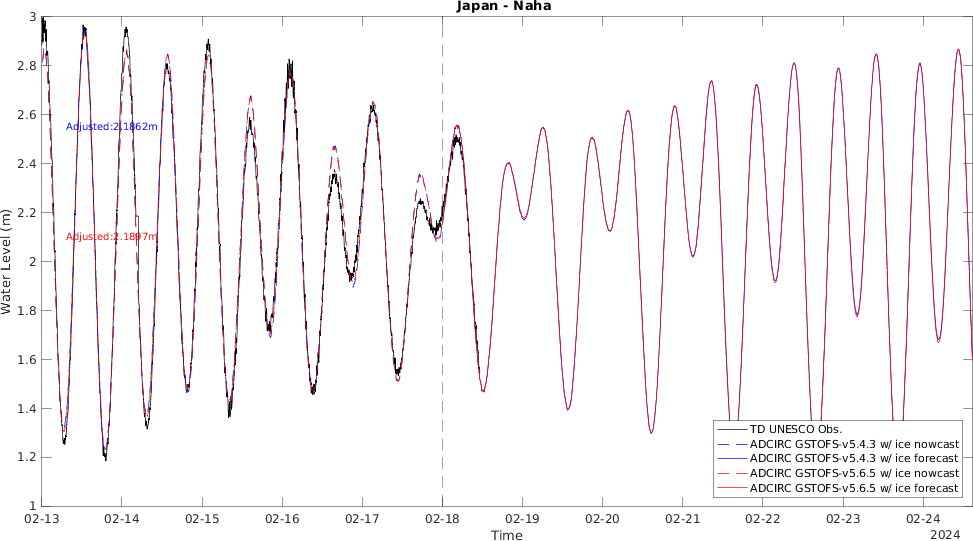 Japan - Naha
3
2.8
2.6
2.4
2.2
2
1.8
1.6
1.4
1.2
1
Water Level (m)
Adjusted:2.1862m
Adjusted:2.1897m
TD UNESCO Obs.
ADCIRC GSTOFS-v5.4.3 w/ ice nowcast
ADCIRC GSTOFS-v5.4.3 w/ ice forecast
ADCIRC GSTOFS-v5.6.5 w/ ice nowcast
ADCIRC GSTOFS-v5.6.5 w/ ice forecast
02-13 02-14 02-15 02-16 02-17 02-18 02-19 02-20 02-21 02-22 02-23 02-24
Time
2024